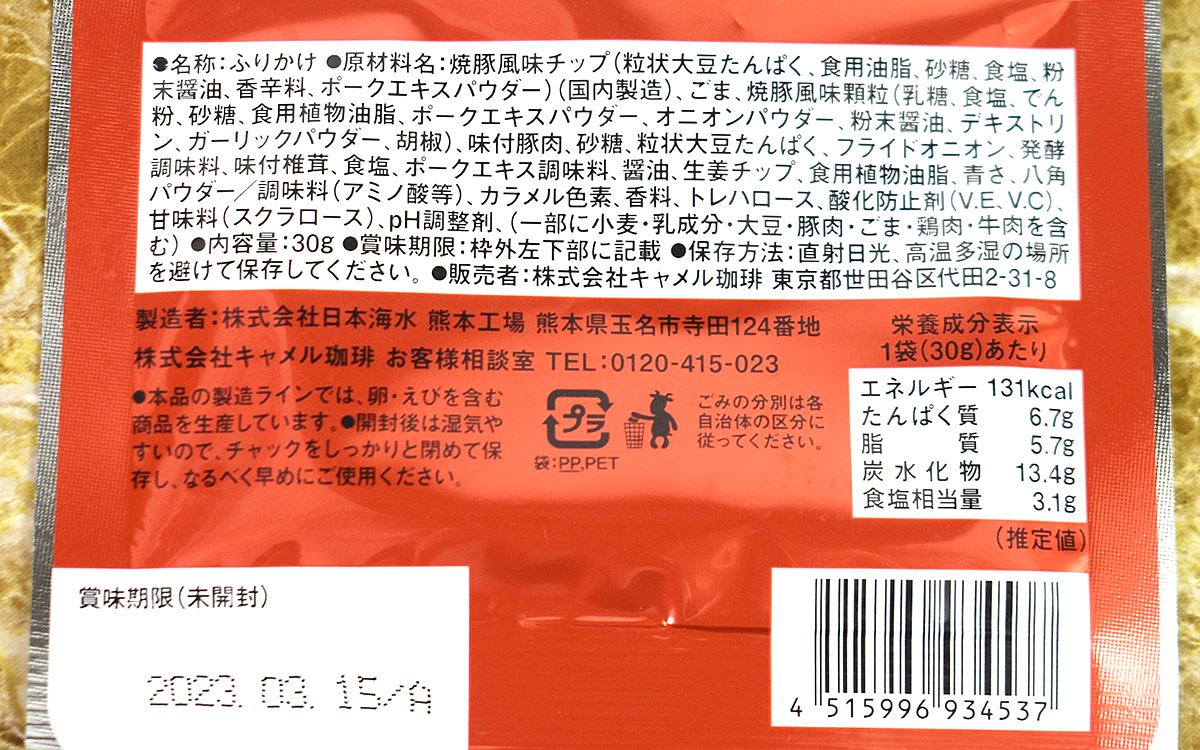 ●名称:ふりかけ ●原材料名:焼豚風味チップ(粒状大豆たんぱく、食用油脂、砂糖、食塩、粉
末醤油、香辛料、ポークエキスパウダー)(国内製造)、ごま、焼豚風味顆粒(乳糖、食塩、でん
粉、砂糖、食用植物油脂、ポークエキスパウダー、オニオンパウダー、粉末醤油、デキストリ
ン、ガーリックパウダー、胡椒)、味付豚肉、砂糖、粒状大豆たんぱく、フライドオニオン、発酵
調味料、味付椎茸、食塩、ポークエキス調味料、醤油、生姜チップ、食用植物油脂、青さ、八角
パウダー/調味料(アミノ酸等)、カラメル色素、香料、トレハロース、酸化防止剤(V.E、V.C)、
甘味料(スクラロース)、pH調整剤、(一部に小麦・乳成分・大豆・豚肉・ごま・鶏肉・牛肉を含
む) ●内容量:30g ●賞味期限:枠外左下部に記載 ●保存方法:直射日光、高温多湿の場所
を避けて保存してください。 ●販売者:株式会社キャメル珈琲 東京都世田谷区代田2-31-8
製造者:株式会社日本海水 熊本工場 熊本県玉名市寺田124番地
株式会社キャメル珈琲 お客様相談室 TEL:0120-415-023
●本品の製造ラインでは、卵・えびを含む
商品を生産しています。●開封後は湿気や
すいので、チャックをしっかりと閉めて保
存し、なるべく早めにご使用ください。
プラ
袋:PP,PET
ごみの分別は各
自治体の区分に
従ってください。
栄養成分表示
1袋(30g)あたり
エネルギー 131kcal
たんぱく質 6.7g
脂質 5.7g
炭水化物 13.4g
食塩相当量 3.1g
(推定値)
賞味期限(未開封)
2023.03.15/A
4 515996 934537